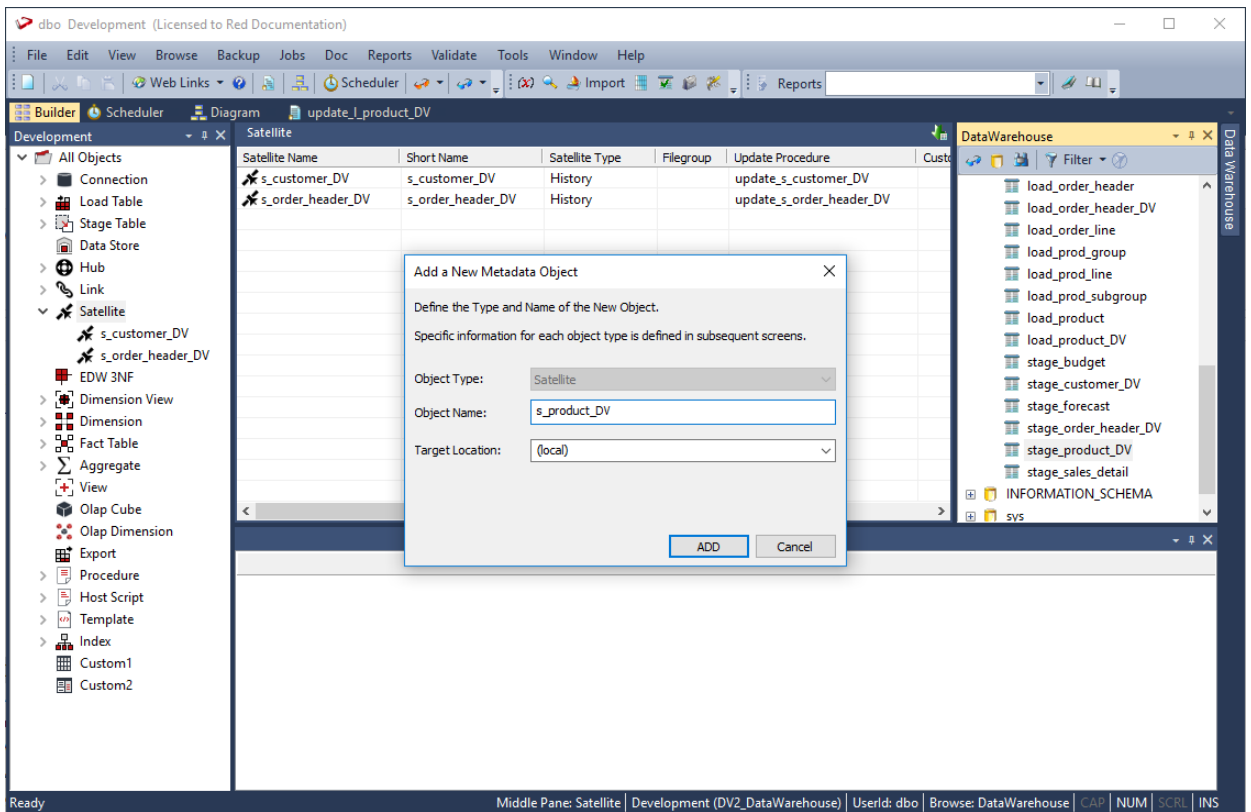 dbo Development (Licensed to Red Documentation)
File Edit View Browse Backup Jobs Doc Reports Validate Tools Window Help
Web Links Scheduler (x) Import Reports
Builder Scheduler Diagram update_l_product_DV
Development
All Objects
Connection
Load Table
Stage Table
Data Store
Hub
Link
Satellite
s_customer_DV
s_order_header_DV
EDW 3NF
Dimension View
Dimension
Fact Table
Aggregate
View
Olap Cube
Olap Dimension
Export
Procedure
Host Script
Template
Index
Custom1
Custom2
Satellite
Satellite Name Short Name Satellite Type Filegroup Update Procedure Custo
s_customer_DV s_customer_DV History update_s_customer_DV
s_order_header_DV s_order_header_DV History update_s_order_header_DV
Add a New Metadata Object
Define the Type and Name of the New Object.
Specific information for each object type is defined in subsequent screens.
Object Type: Satellite
Object Name: s_product_DV
Target Location: (local)
ADD Cancel
DataWarehouse
Filter
load_order_header
load_order_header_DV
load_order_line
load_prod_group
load_prod_line
load_prod_subgroup
load_product
load_product_DV
stage_budget
stage_customer_DV
stage_forecast
stage_order_header_DV
stage_product_DV
stage_sales_detail
INFORMATION_SCHEMA
sys
Data Warehouse
Ready Middle Pane: Satellite Development (DV2_DataWarehouse) UserId: dbo Browse: DataWarehouse CAP NUM SCRL INS